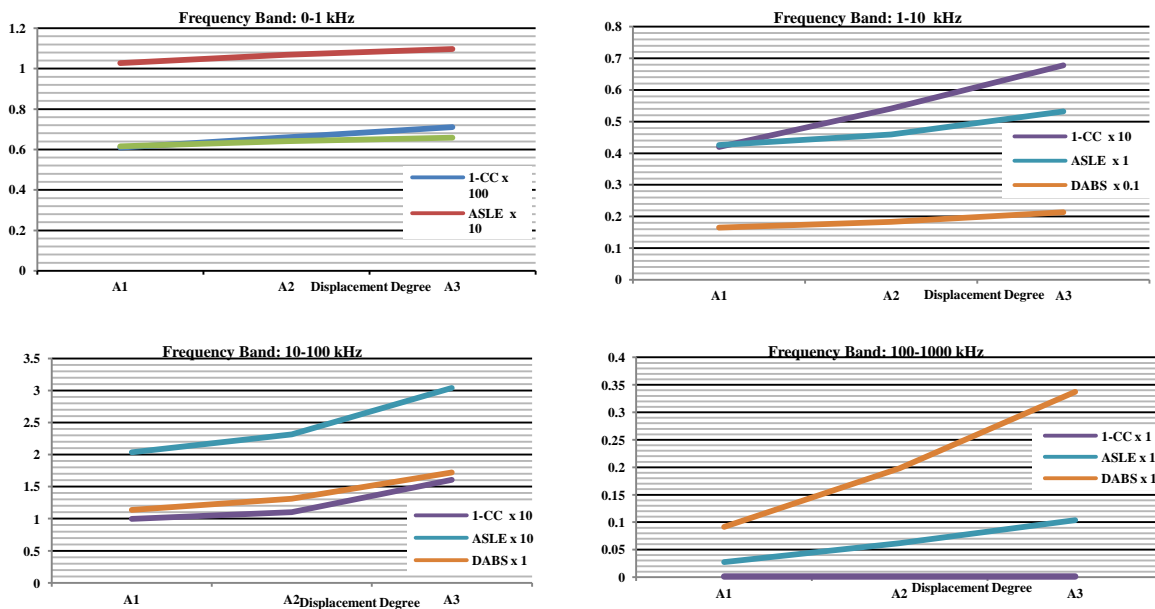 Frequency Band: 0-1 kHz
1.2
1
0.8
0.6
0.4
0.2
0
1-CC x
100
ASLE x
10
A1
A2
Displacement Degree
A3
Frequency Band: 1-10 kHz
0.8
0.7
0.6
0.5
0.4
0.3
0.2
0.1
0
1-CC x 10
ASLE x 1
DABS x 0.1
A1
A2
Displacement Degree
A3
Frequency Band: 10-100 kHz
3.5
3
2.5
2
1.5
1
0.5
0
1-CC x 10
ASLE x 10
DABS x 1
A1
A2
Displacement Degree
A3
Frequency Band: 100-1000 kHz
0.4
0.35
0.3
0.25
0.2
0.15
0.1
0.05
0
1-CC x 1
ASLE x 1
DABS x 1
A1
A2
Displacement Degree
A3